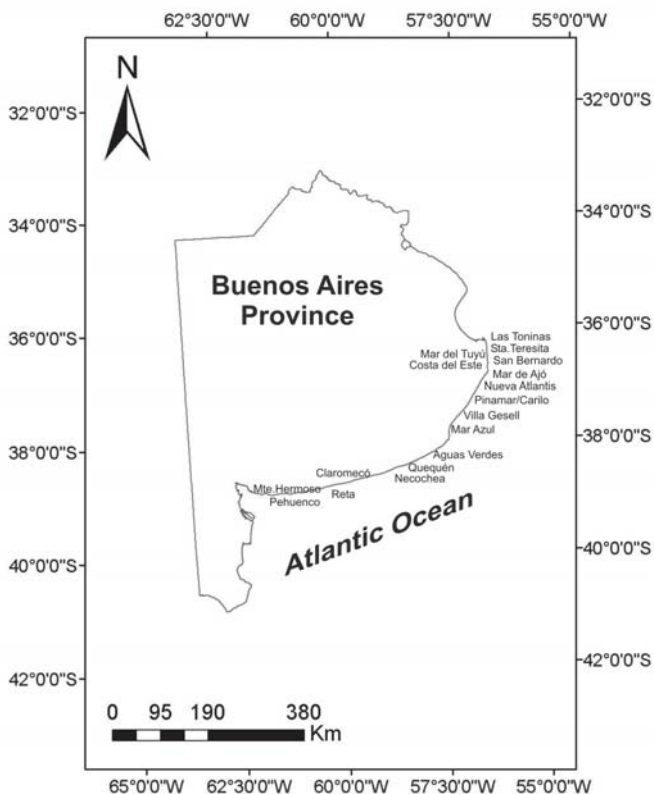 62°30'0"W 60°0'0"W 57°30'0"W 55°0'0"W
N
32°0'0"S 32°0'0"S
34°0'0"S 34°0'0"S
Buenos Aires
Province
36°0'0"S 36°0'0"S
Las Toninas
Sta.Teresita
Mar del Tuyú
San Bernardo
Costa del Este
Mar de Ajó
Nueva Atlantis
Pinamar/Carilo
Villa Gesell
Mar Azul
38°0'0"S 38°0'0"S
Aguas Verdes
Quequén
Claromecó
Necochea
Mte.Hermoso
Reta
Pehuenco
Atlantic Ocean
40°0'0"S 40°0'0"S
42°0'0"S 42°0'0"S
0 95 190 380
Km
65°0'0"W 62°30'0"W 60°0'0"W 57°30'0"W 55°0'0"W